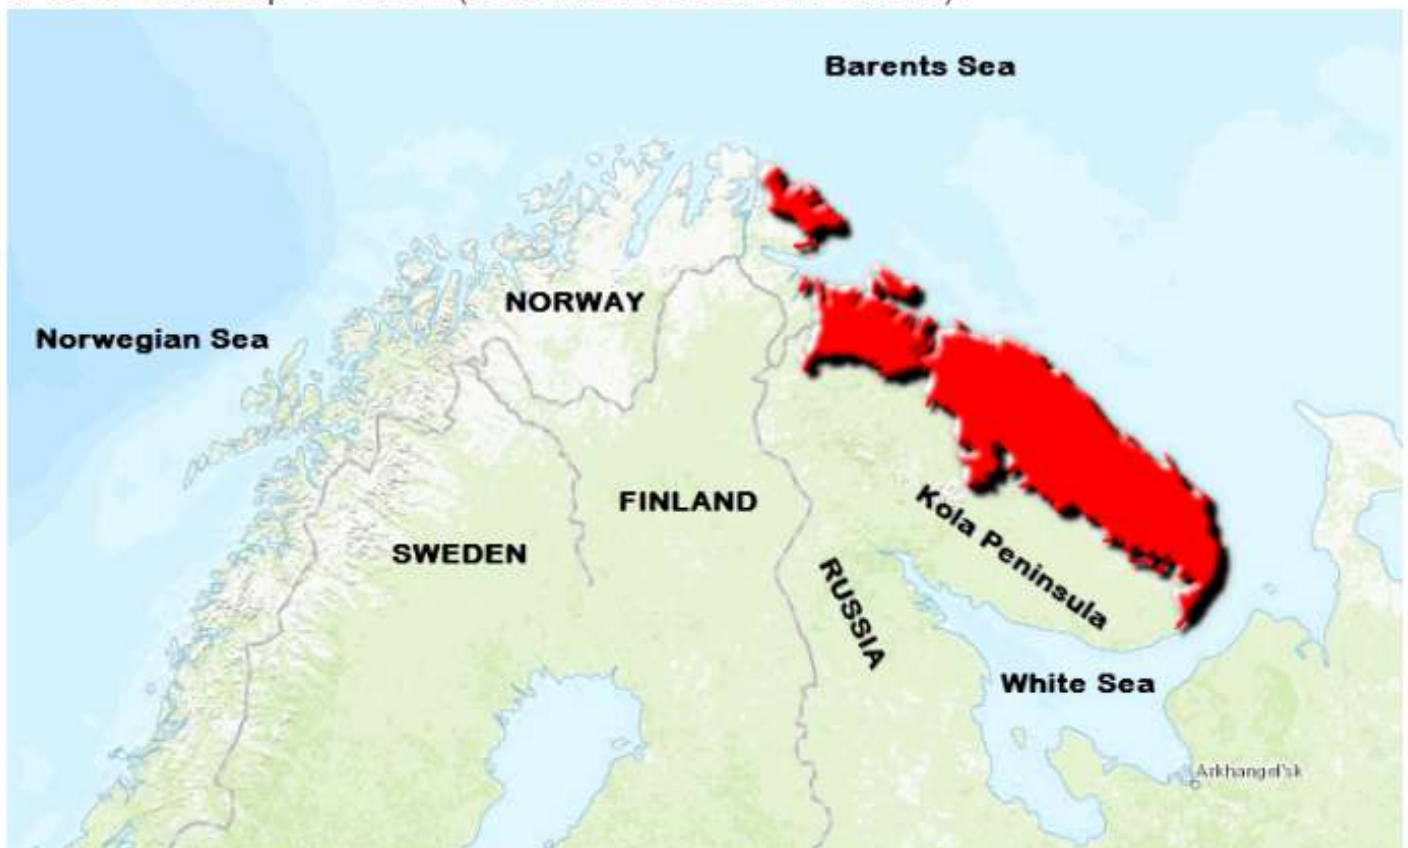 Barents Sea
NORWAY
Norwegian Sea
FINLAND
SWEDEN
Kola Peninsula
RUSSIA
White Sea
Arkhangel'sk